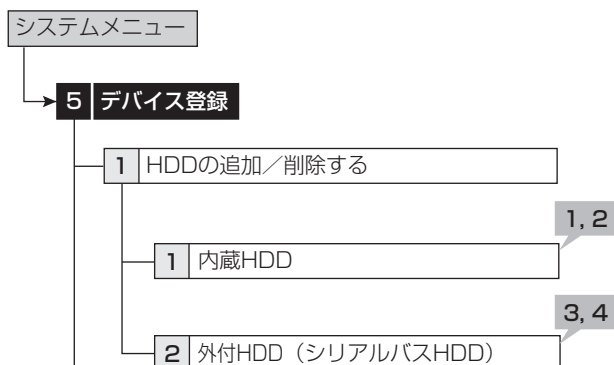 システムメニュー
5 デバイス登録
1 HDDの追加／削除する
1, 2
1 内蔵HDD
3, 4
2 外付HDD（シリアルバスHDD）